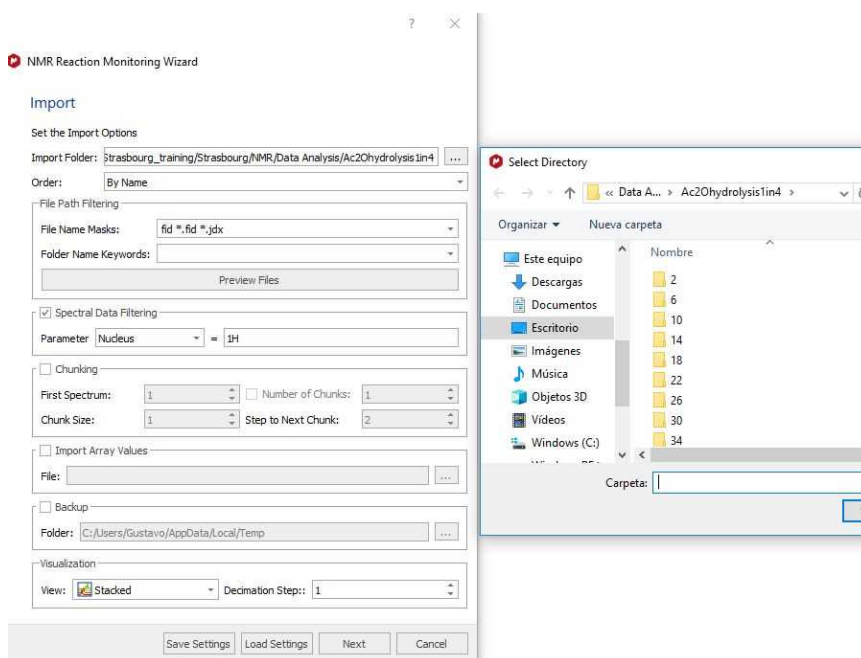 ?
NMR Reaction Monitoring Wizard
Import
Set the Import Options
Import Folder: Strasbourg_training/Strasbourg/NMR/Data Analysis/Ac2Ohydrolysis1in4 ...
Order: By Name
File Path Filtering
File Name Masks: fid *.fid *.jdx
Folder Name Keywords:
Preview Files
Spectral Data Filtering
Parameter Nucleus = 1H
Chunking
First Spectrum: 1 Number of Chunks: 1
Chunk Size: 1 Step to Next Chunk: 2
Import Array Values
File: ...
Backup
Folder: C:/Users/Gustavo/AppData/Local/Temp ...
Visualization
View: Stacked Decimation Step:: 1
Save Settings Load Settings Next Cancel
Select Directory
« Data A... › Ac2Ohydrolysis1in4 ›
Organizar Nueva carpeta
Este equipo
Descargas
Documentos
Escritorio
Imágenes
Música
Objetos 3D
Vídeos
Windows (C:)
Nombre
2
6
10
14
18
22
26
30
34
Carpeta: